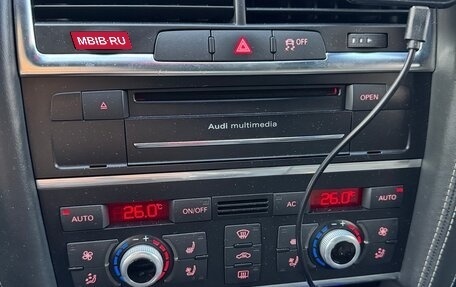 MBIB·RU
OFF
OPEN
Audi multimedia
AUTO 26.0°C ON/OFF AC 26.0°C AUTO